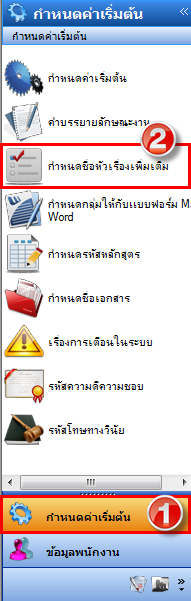 กำหนดค่าเริ่มต้น «
กำหนดค่าเริ่มต้น
กำหนดค่าเริ่มต้น
คำบรรยายลักษณะงาน
2
กำหนดชื่อหัวเรื่องเพิ่มเติม
กำหนดกลุ่มให้กับแบบฟอร์ม M
Word
กำหนดรหัสหลักสูตร
กำหนดชื่อเอกสาร
เรื่องการเตือนในระบบ
รหัสความดีความชอบ
รหัสโทษทางวินัย
กำหนดค่าเริ่มต้น
1
ข้อมูลพนักงาน
»